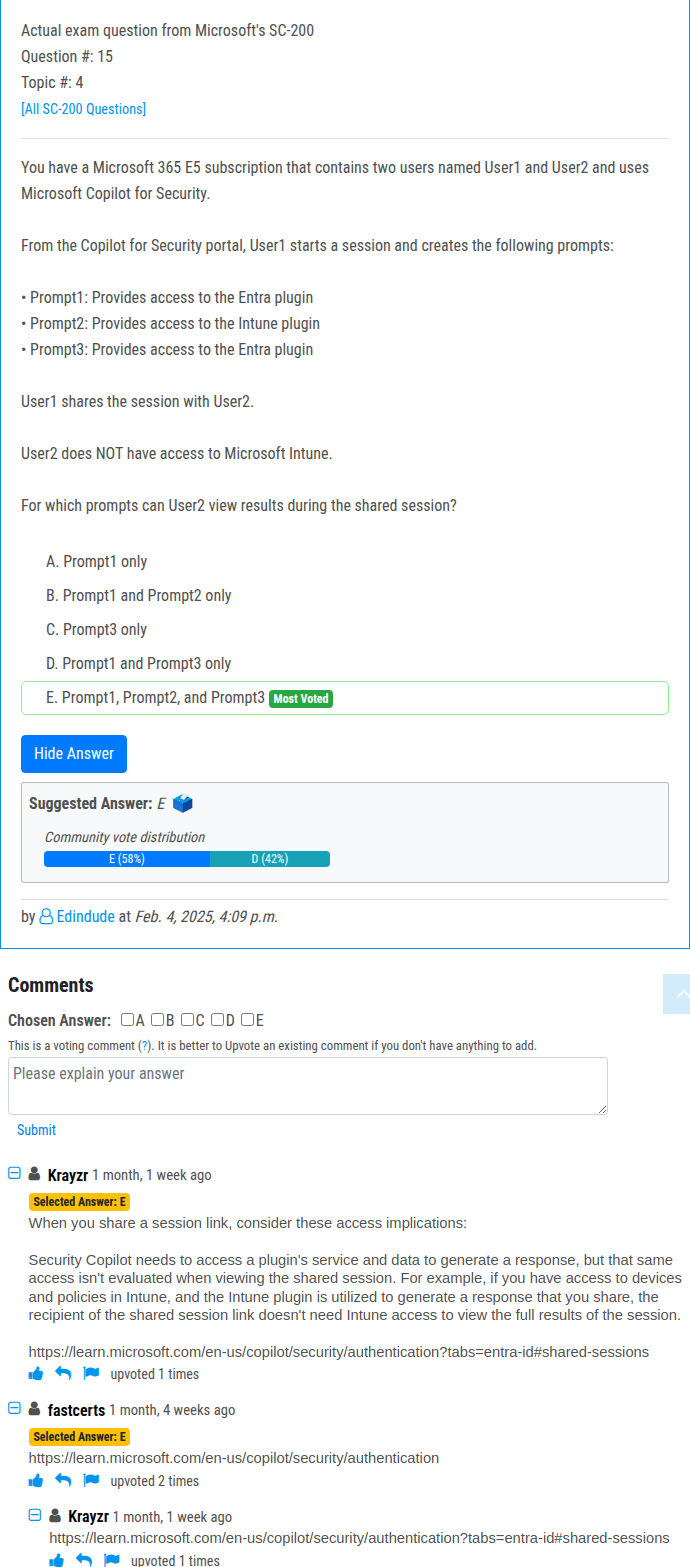 Actual exam question from Microsoft's SC-200
Question #: 15
Topic #: 4
[All SC-200 Questions]
You have a Microsoft 365 E5 subscription that contains two users named User1 and User2 and uses
Microsoft Copilot for Security.
From the Copilot for Security portal, User1 starts a session and creates the following prompts:
• Prompt1: Provides access to the Entra plugin
• Prompt2: Provides access to the Intune plugin
• Prompt3: Provides access to the Entra plugin
User1 shares the session with User2.
User2 does NOT have access to Microsoft Intune.
For which prompts can User2 view results during the shared session?
A. Prompt1 only
B. Prompt1 and Prompt2 only
C. Prompt3 only
D. Prompt1 and Prompt3 only
E. Prompt1, Prompt2, and Prompt3 Most Voted
Hide Answer
Suggested Answer: E
Community vote distribution
E (58%) D (42%)
by Edindude at Feb. 4, 2025, 4:09 p.m.
Comments
Chosen Answer: A B C D E
This is a voting comment (?). It is better to Upvote an existing comment if you don't have anything to add.
Please explain your answer
Submit
Krayzr 1 month, 1 week ago
Selected Answer: E
When you share a session link, consider these access implications:
Security Copilot needs to access a plugin's service and data to generate a response, but that same
access isn't evaluated when viewing the shared session. For example, if you have access to devices
and policies in Intune, and the Intune plugin is utilized to generate a response that you share, the
recipient of the shared session link doesn't need Intune access to view the full results of the session.
https://learn.microsoft.com/en-us/copilot/security/authentication?tabs=entra-id#shared-sessions
upvoted 1 times
fastcerts 1 month, 4 weeks ago
Selected Answer: E
https://learn.microsoft.com/en-us/copilot/security/authentication
upvoted 2 times
Krayzr 1 month, 1 week ago
https://learn.microsoft.com/en-us/copilot/security/authentication?tabs=entra-id#shared-sessions
upvoted 1 times